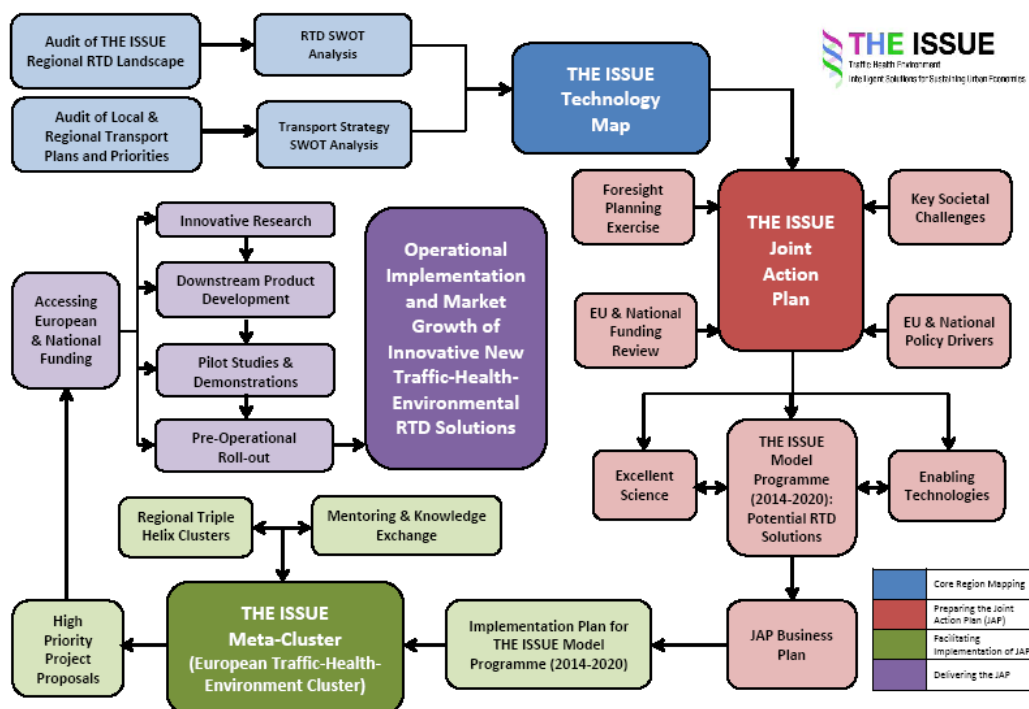 Audit of THE ISSUE
Regional RTD Landscape
RTD SWOT
Analysis
THE ISSUE
Technology
Map
THE ISSUE
Traffic Health Environment
Intelligent Solutions for Sustaining Urban Economies
Audit of Local &
Regional Transport
Plans and Priorities
Transport Strategy
SWOT Analysis
Foresight
Planning
Exercise
THE ISSUE
Joint
Action
Plan
Key Societal
Challenges
EU & National
Funding
Review
EU & National
Policy Drivers
Innovative Research
Downstream Product
Development
Pilot Studies &
Demonstrations
Pre-Operational
Roll-out
Accessing
European
& National
Funding
Operational
Implementation
and Market
Growth of
Innovative New
Traffic-Health-
Environmental
RTD Solutions
Excellent
Science
THE ISSUE
Model
Programme
(2014-2020):
Potential RTD
Solutions
Enabling
Technologies
Regional Triple
Helix Clusters
Mentoring & Knowledge
Exchange
High
Priority
Project
Proposals
THE ISSUE
Meta-Cluster
(European Traffic-Health-
Environment Cluster)
Implementation Plan for
THE ISSUE Model
Programme (2014-2020)
JAP Business
Plan
Core Region Mapping
Preparing the Joint
Action Plan (JAP)
Facilitating
Implementation of JAP
Delivering the JAP